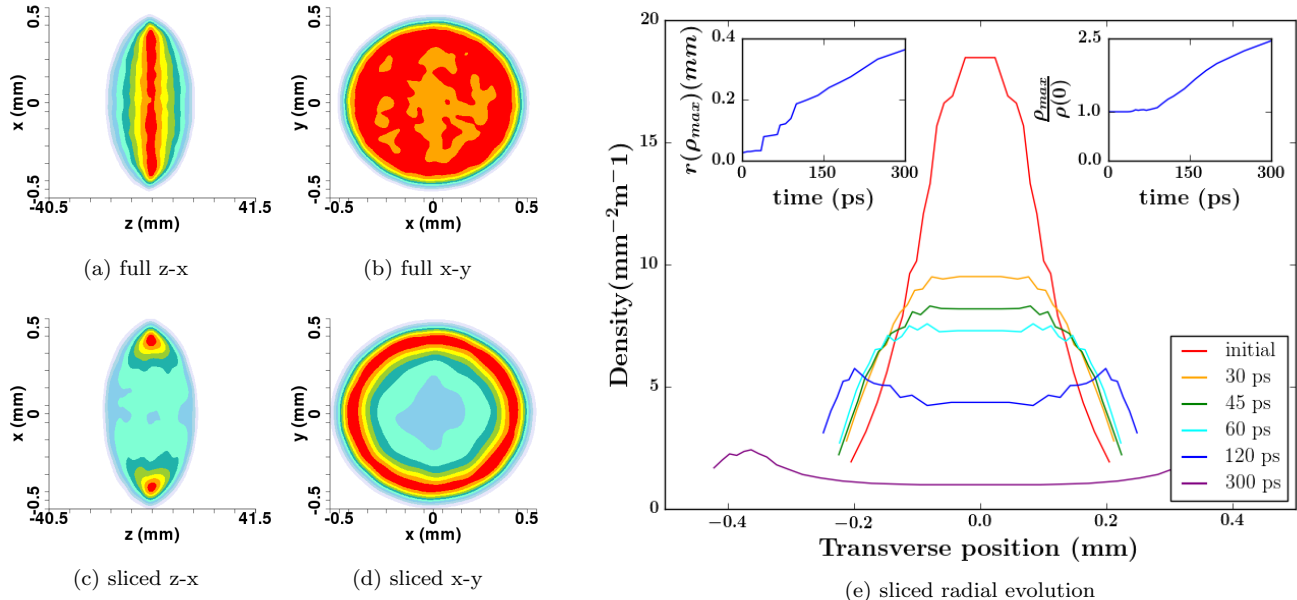 0.5
0
-0.5
x (mm)
-40.5
41.5
z (mm)
(a) full z-x
0.5
0
-0.5
y (mm)
-0.5
0
0.5
x (mm)
(b) full x-y
0.5
0
-0.5
x (mm)
-40.5
41.5
z (mm)
(c) sliced z-x
0.5
0
-0.5
y (mm)
-0.5
0
0.5
x (mm)
(d) sliced x-y
20
15
10
5
0
Density(mm−2m−1)
−0.4
−0.2
0.0
0.2
0.4
Transverse position (mm)
0.4
0.2
0.0
r(ρmax)(mm)
0
150
300
time (ps)
2.5
1.0
0.0
ρmax
ρ(0)
0
150
300
time (ps)
initial
30 ps
45 ps
60 ps
120 ps
300 ps
(e) sliced radial evolution